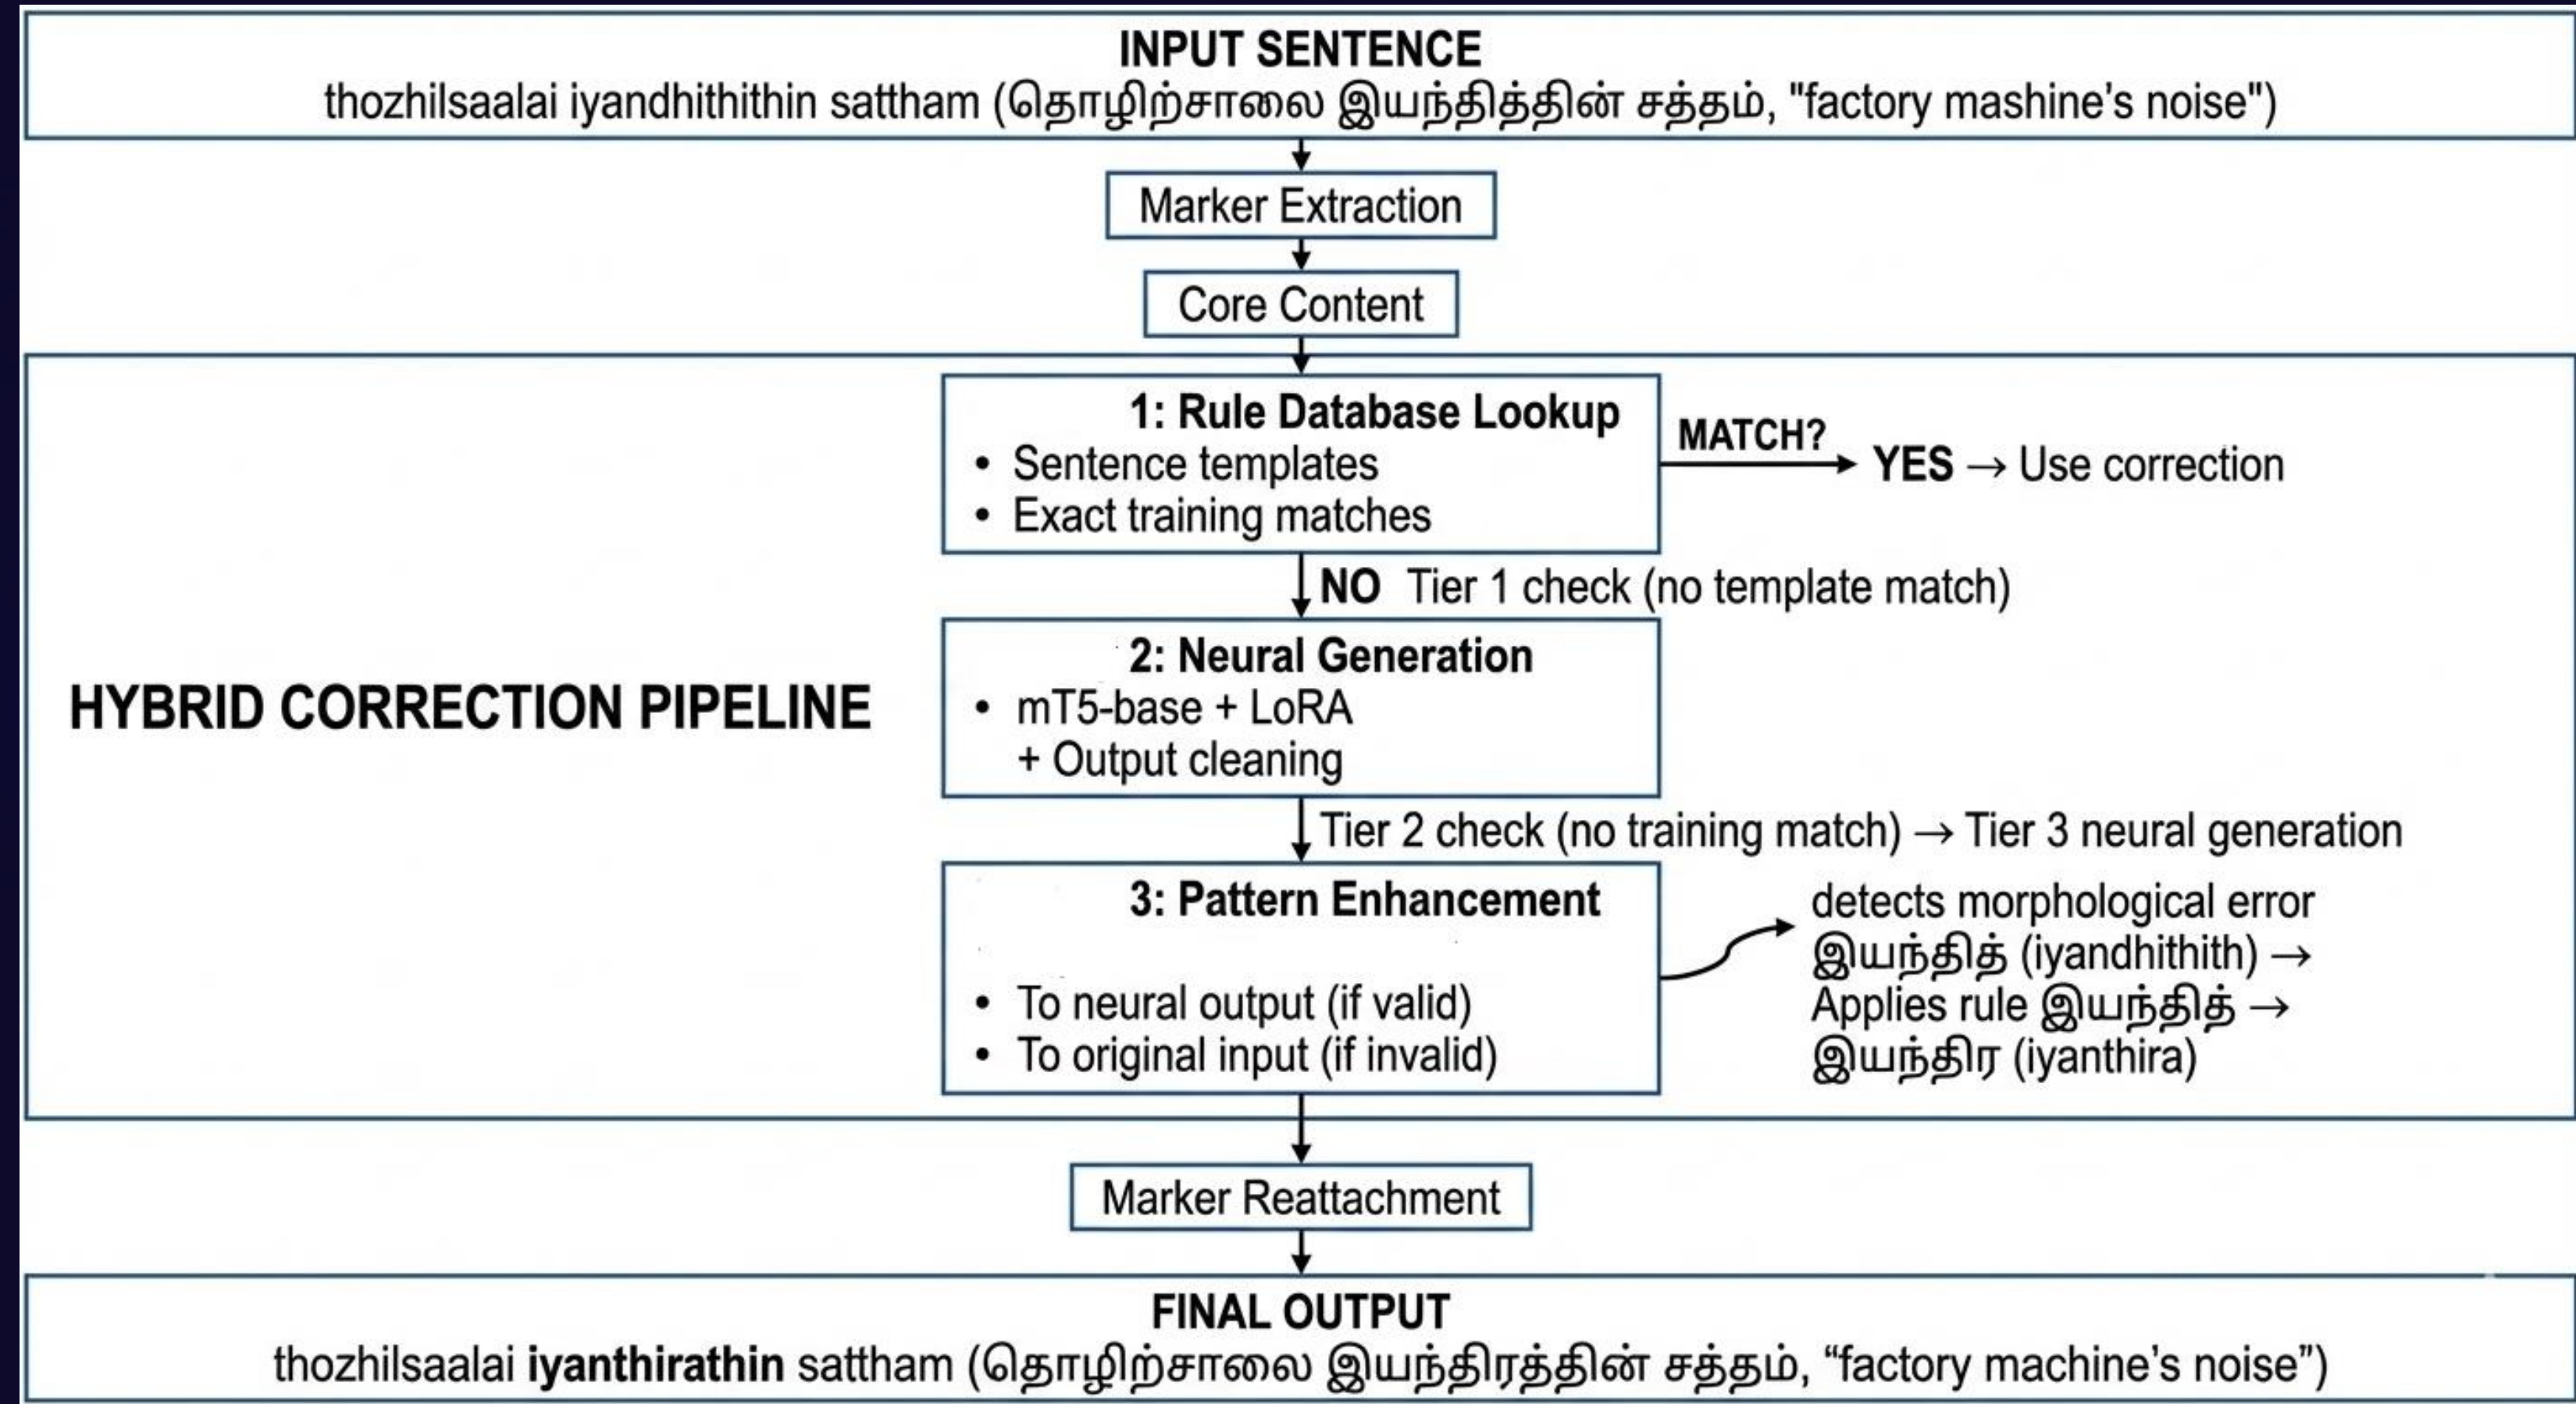 INPUT SENTENCE
thozhilsaalai iyandhithithin sattham (தொழிற்சாலை இயந்தித்தின் சத்தம், "factory mashine's noise")
Marker Extraction
Core Content
1: Rule Database Lookup
• Sentence templates
• Exact training matches
MATCH?
YES → Use correction
NO Tier 1 check (no template match)
HYBRID CORRECTION PIPELINE
2: Neural Generation
• mT5-base + LoRA
+ Output cleaning
Tier 2 check (no training match) → Tier 3 neural generation
3: Pattern Enhancement
• To neural output (if valid)
• To original input (if invalid)
detects morphological error
இயந்தித் (iyandhithith) →
Applies rule இயந்தித் →
இயந்திர (iyanthira)
Marker Reattachment
FINAL OUTPUT
thozhilsaalai iyanthirathin sattham (தொழிற்சாலை இயந்திரத்தின் சத்தம், “factory machine’s noise”)